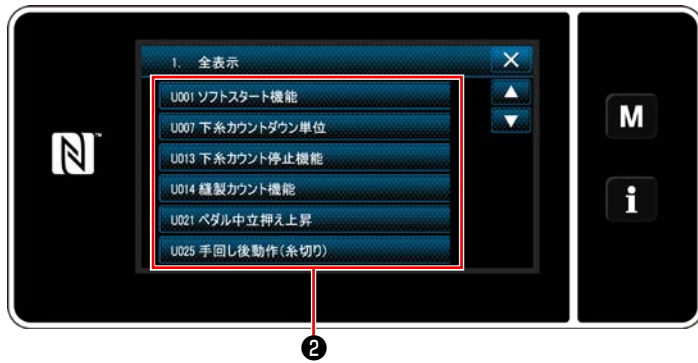 1. 全表示
U001 ソフトスタート機能
U007 下糸カウントダウン単位
U013 下糸カウント停止機能
U014 縫製カウント機能
U021 ペダル中立押え上昇
U025 手回し後動作(糸切り)
M
i
❷